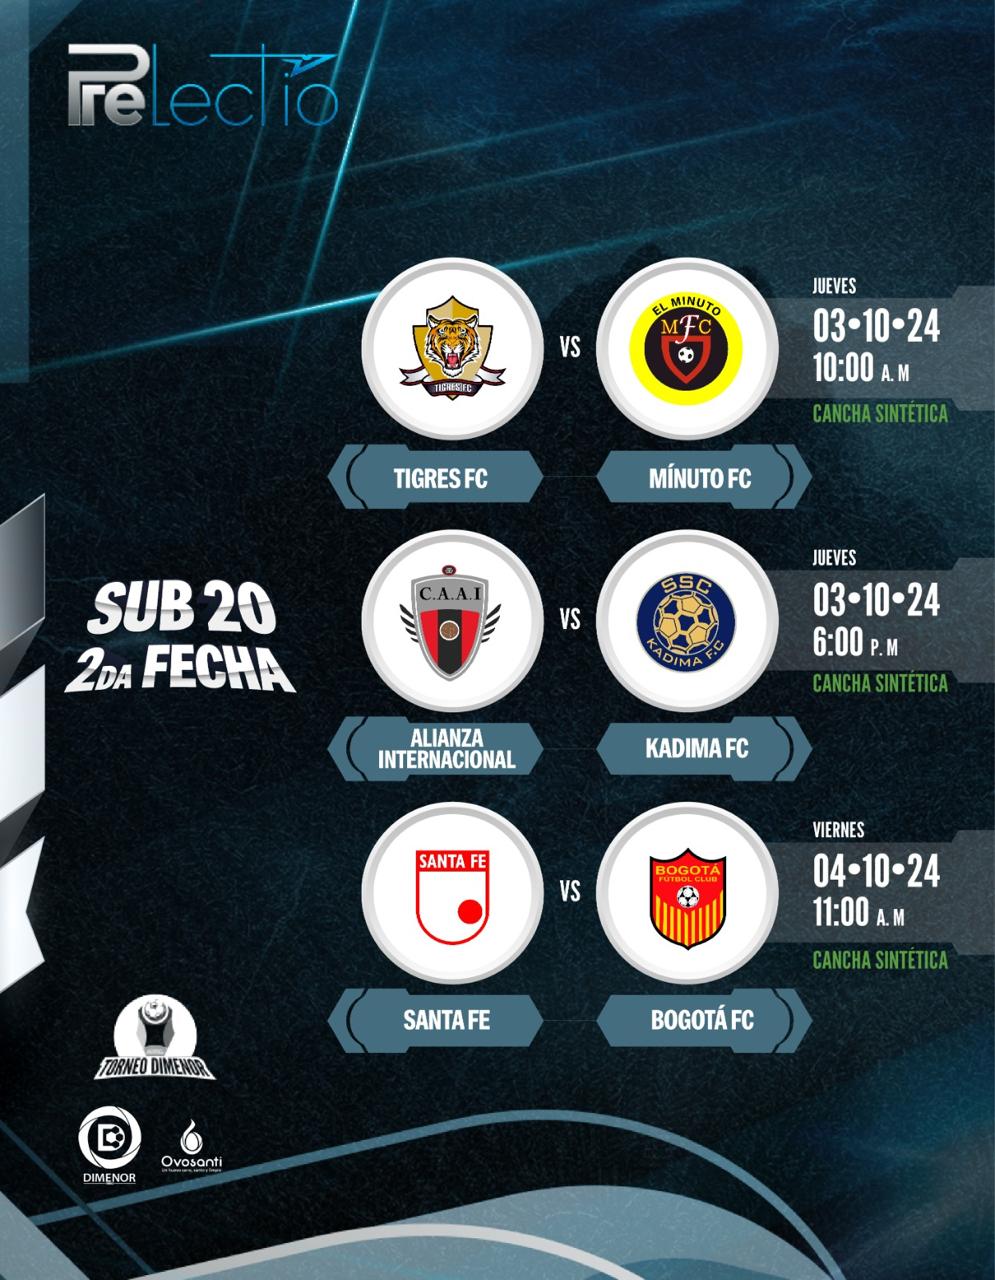 PreLectio
EL MINUTO
MFC
TIGRES FC
VS
JUEVES
03•10•24
10:00 A. M
CANCHA SINTÉTICA
TIGRES FC
MÍNUTO FC
SUB 20
2DA FECHA
C.A.A.I
VS
SSC
KADIMA F.C
JUEVES
03•10•24
6:00 P. M
CANCHA SINTÉTICA
ALIANZA
INTERNACIONAL
KADIMA FC
SANTA FE
VS
BOGOTÁ
FÚTBOL CLUB
VIERNES
04•10•24
11:00 A. M
CANCHA SINTÉTICA
SANTA FE
BOGOTÁ FC
TORNEO DIMENOR
DIMENOR
Ovosanti